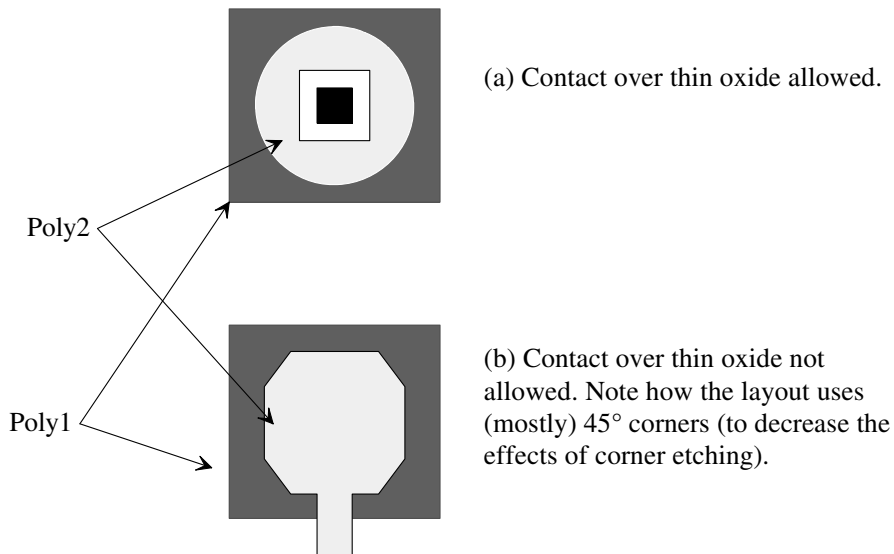 (a) Contact over thin oxide allowed.
Poly2
(b) Contact over thin oxide not
allowed. Note how the layout uses
(mostly) 45° corners (to decrease the
effects of corner etching).
Poly1